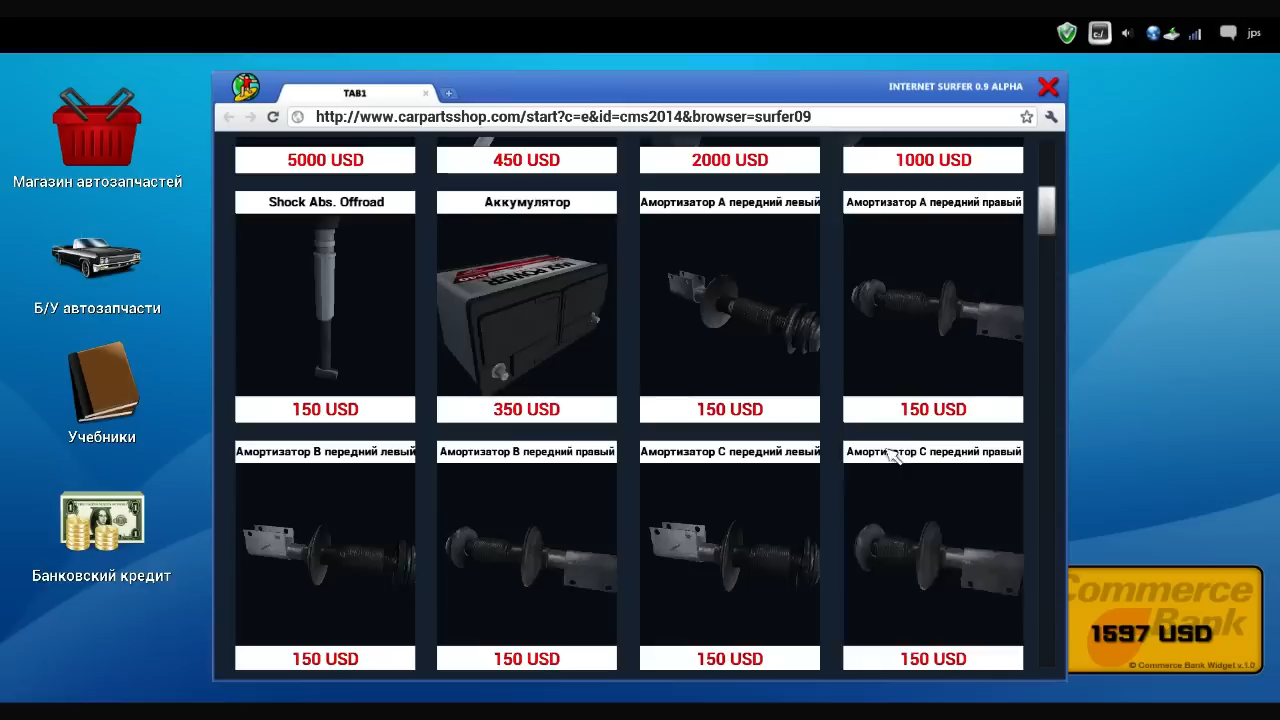 jps
TAB1
INTERNET SURFER 0.9 ALPHA
http://www.carpartsshop.com/start?c=e&id=cms2014&browser=surfer09
5000 USD
450 USD
2000 USD
1000 USD
Магазин автозапчастей
Shock Abs. Offroad
Аккумулятор
Амортизатор A передний левый
Амортизатор A передний правый
Б/У автозапчасти
150 USD
350 USD
150 USD
150 USD
Учебники
Амортизатор B передний левый
Амортизатор B передний правый
Амортизатор C передний левый
Амортизатор C передний правый
Банковский кредит
150 USD
150 USD
150 USD
150 USD
Commerce
Bank
1597 USD
© Commerce Bank Widget v.1.0